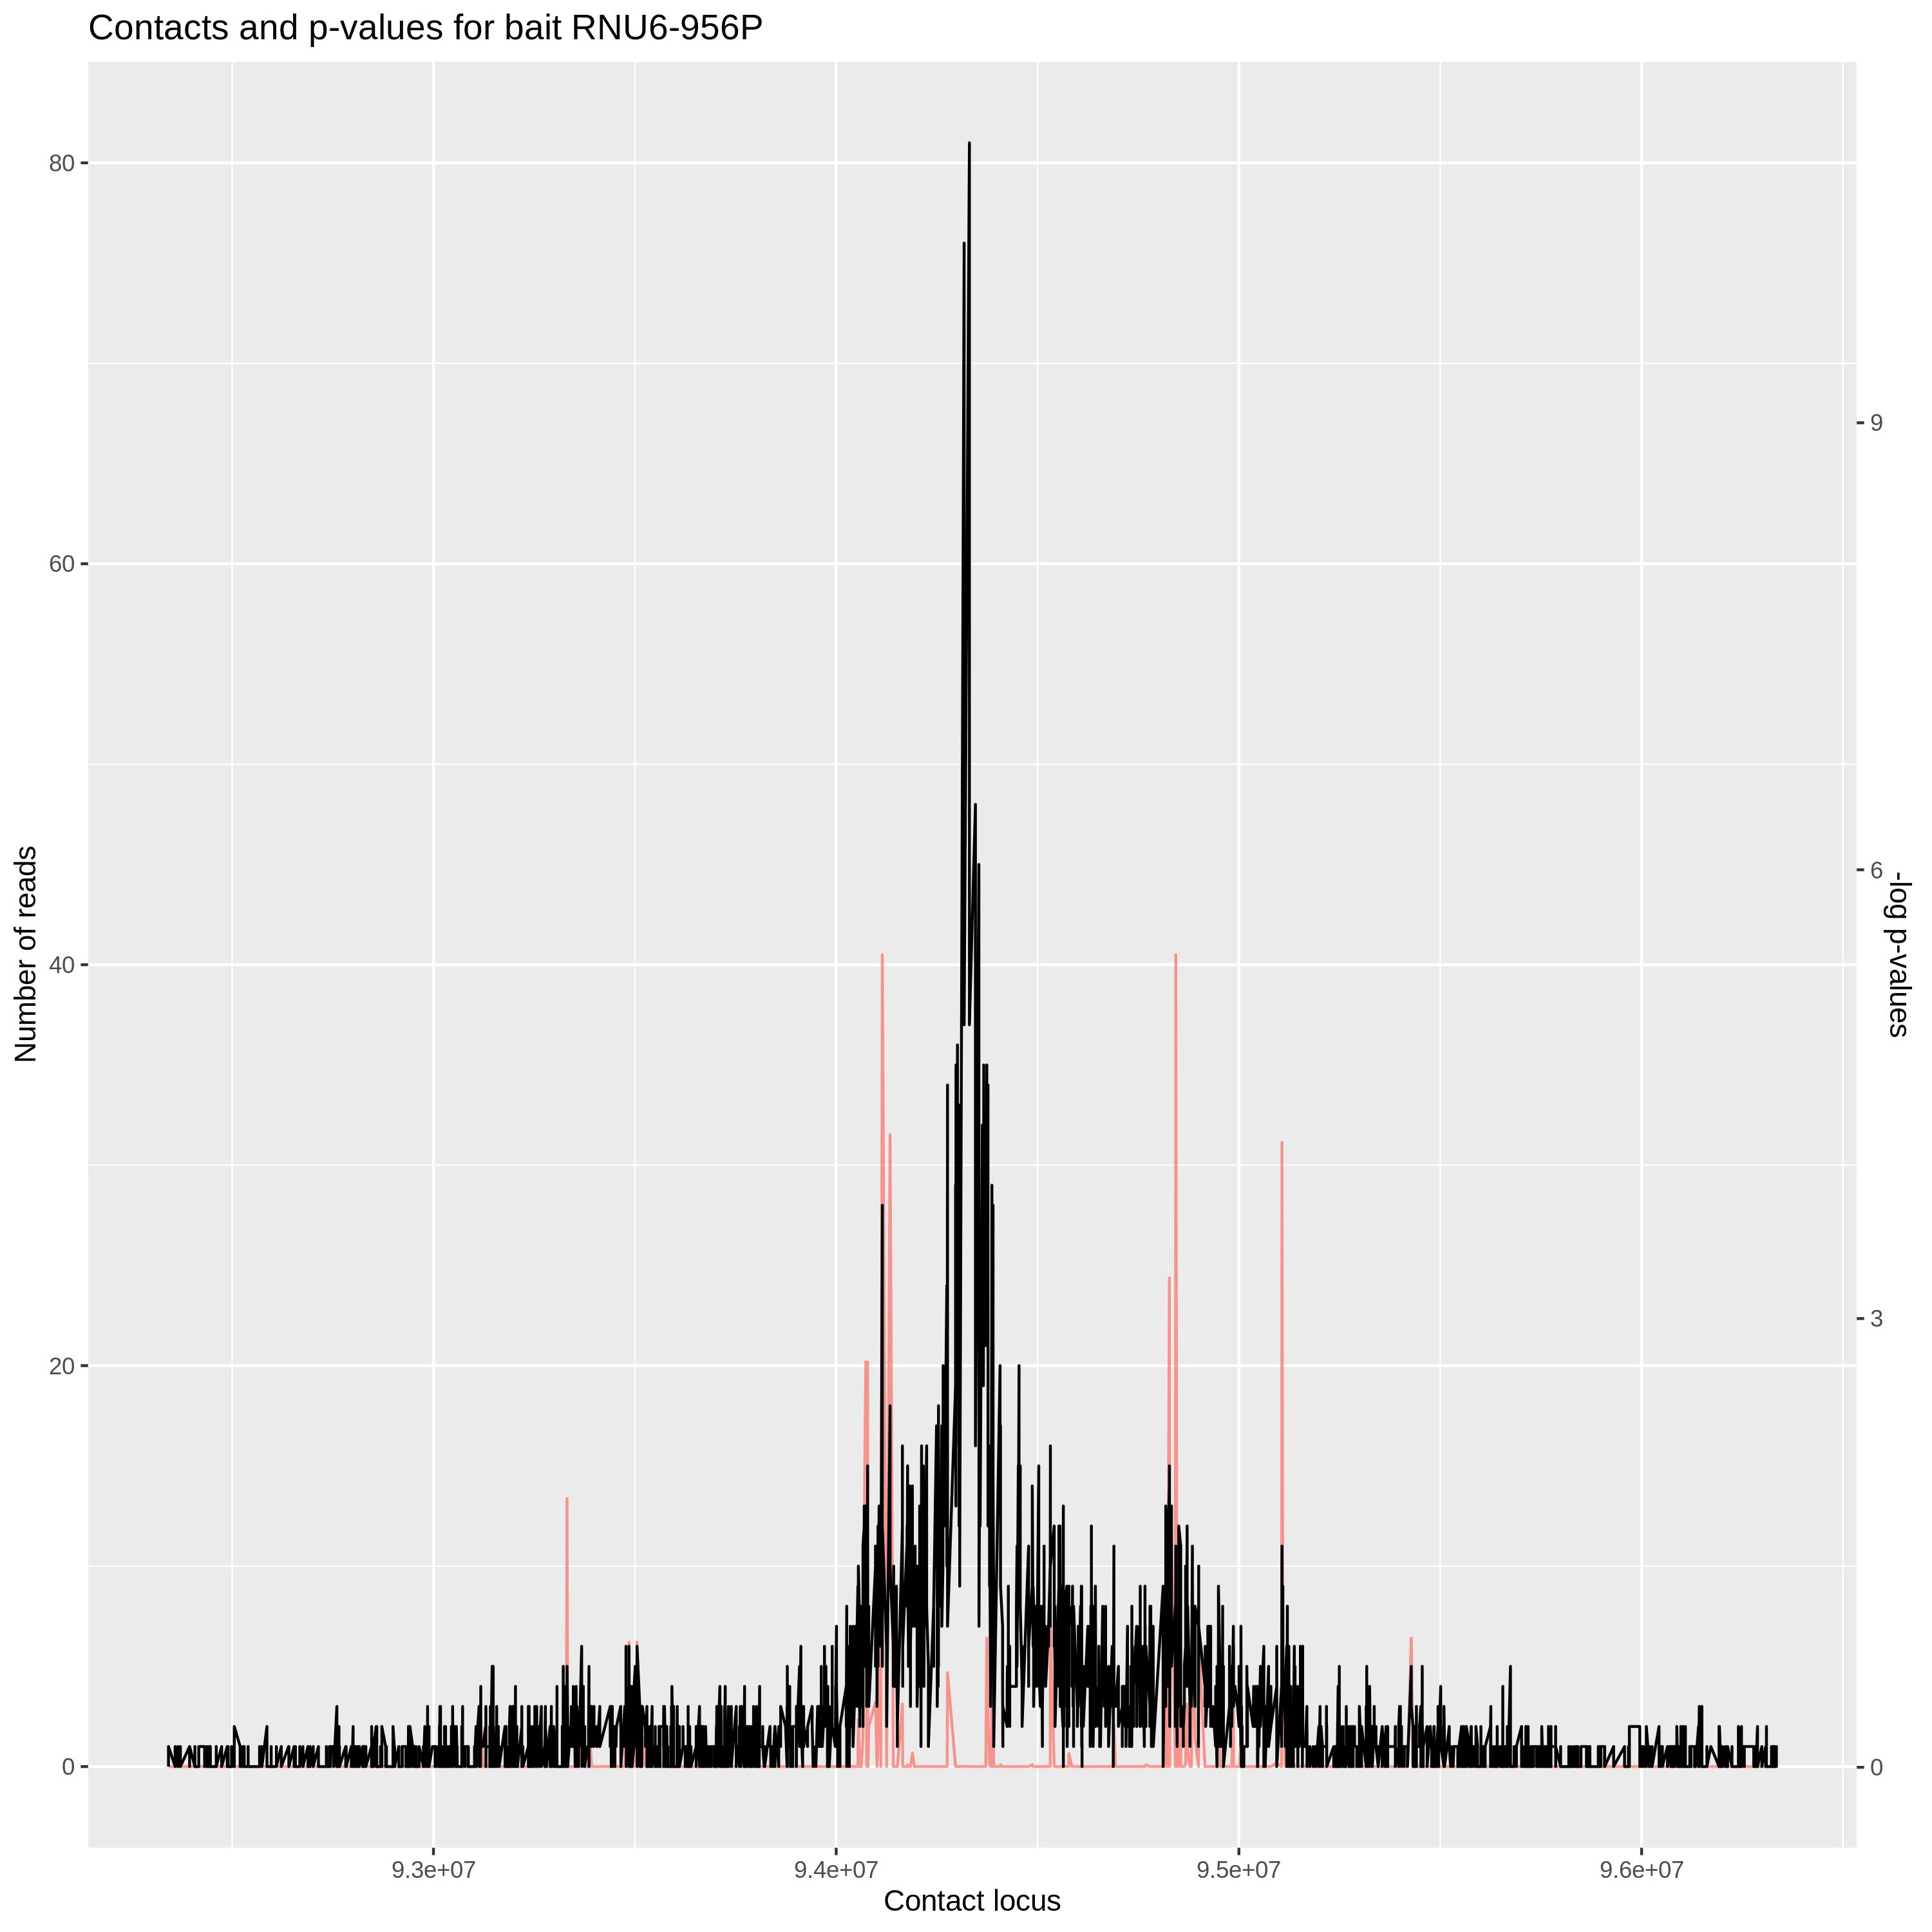 Contacts and p-values for bait RNU6-956P
80
60
40
20
0
Number of reads
9
6
3
0
-log p-values
9.3e+07
9.4e+07
9.5e+07
9.6e+07
Contact locus